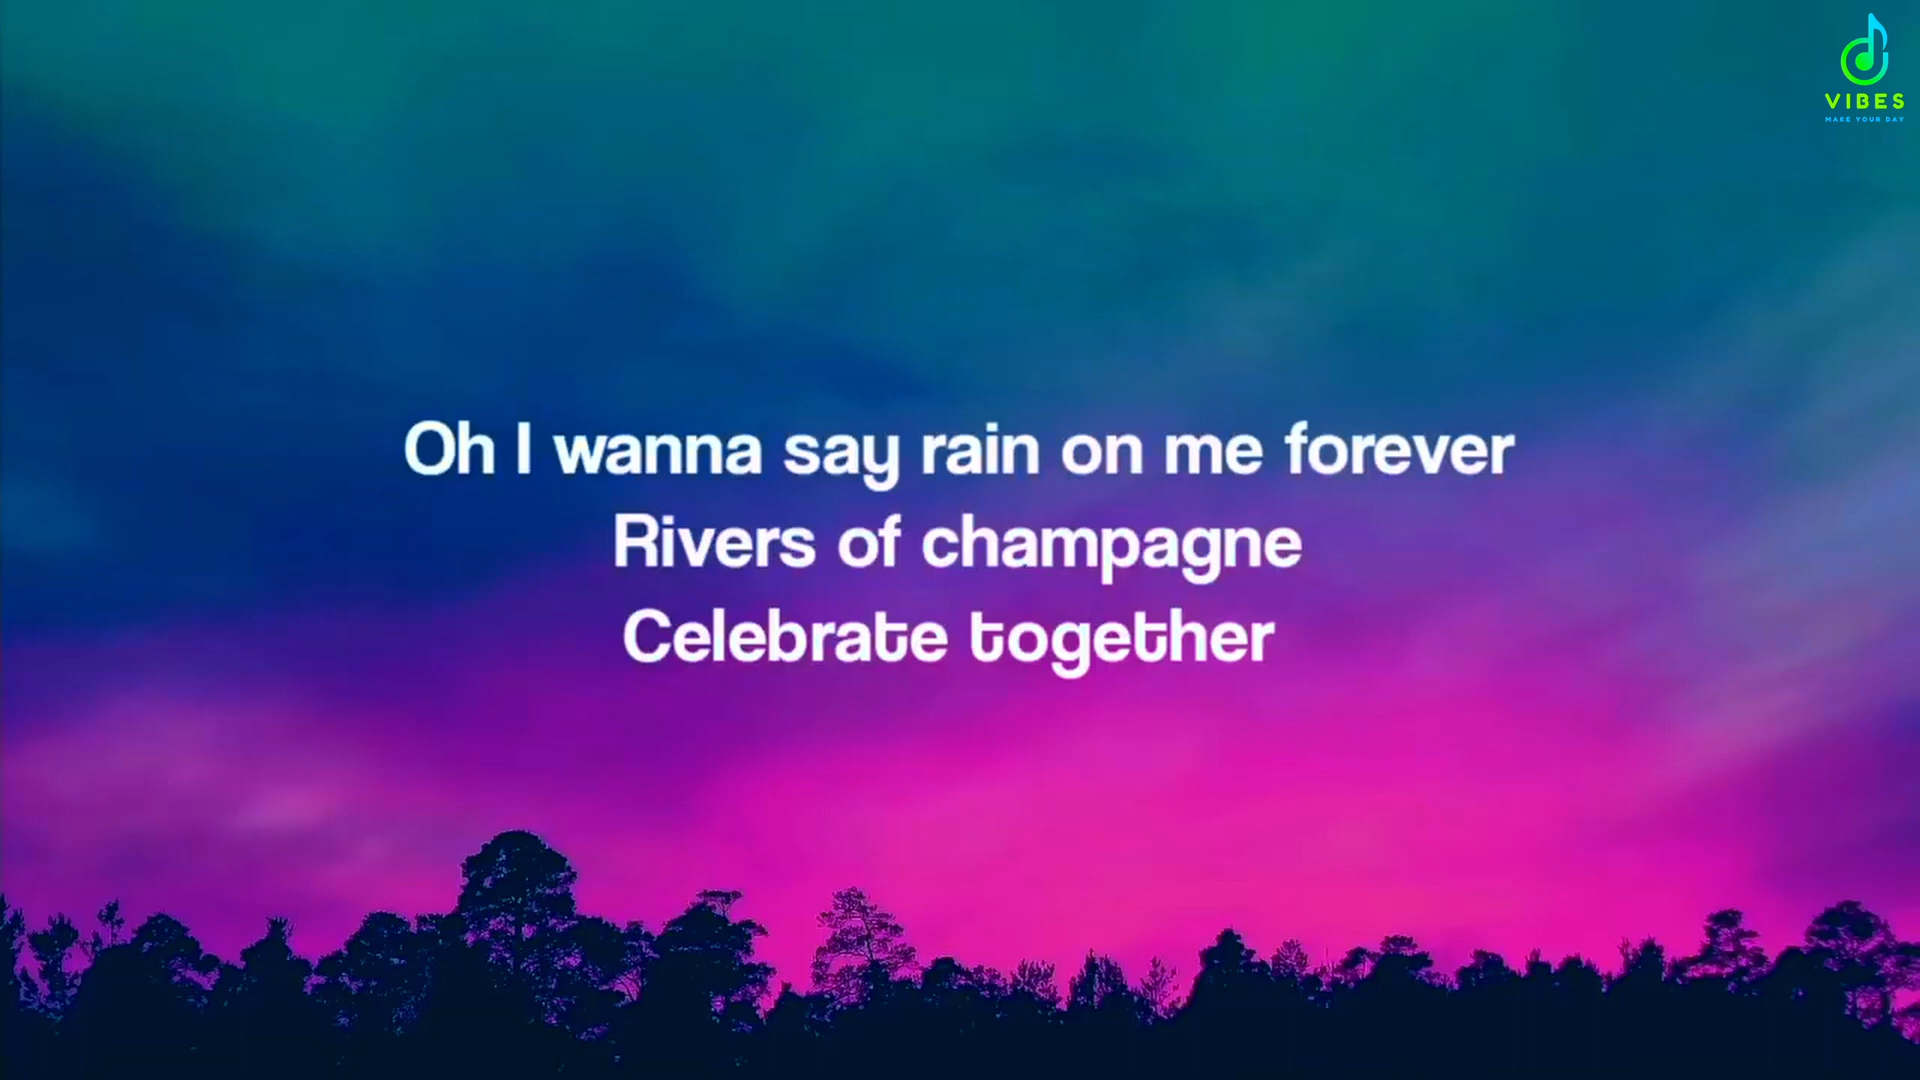 VIBES
MAKE YOUR DAY
Oh I wanna say rain on me forever
Rivers of champagne
Celebrate together